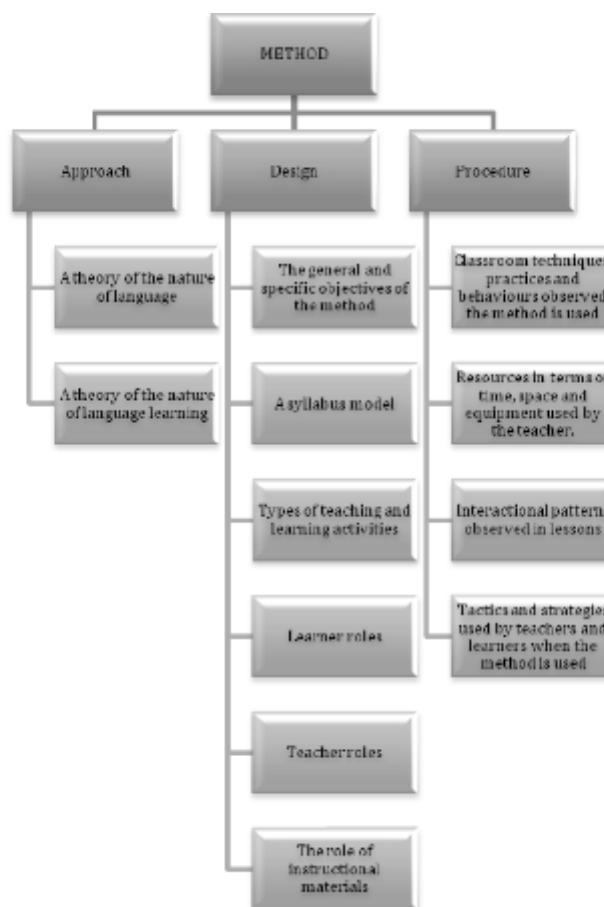 METHOD
Approach
Design
Procedure
A theory of the nature
of language
A theory of the nature
of language learning
The general and
specific objectives of
the method
A syllabus model
Types of teaching and
learning activities
Learner roles
Teacher roles
The role of
instructional
materials
Classroom technique
practices and
behaviours observed
the method is used
Resources in terms o
time, space and
equipment used by
the teacher.
Interactional pattern
observed in lessons
Tactics and strategie
used by teachers and
learners when the
method is used